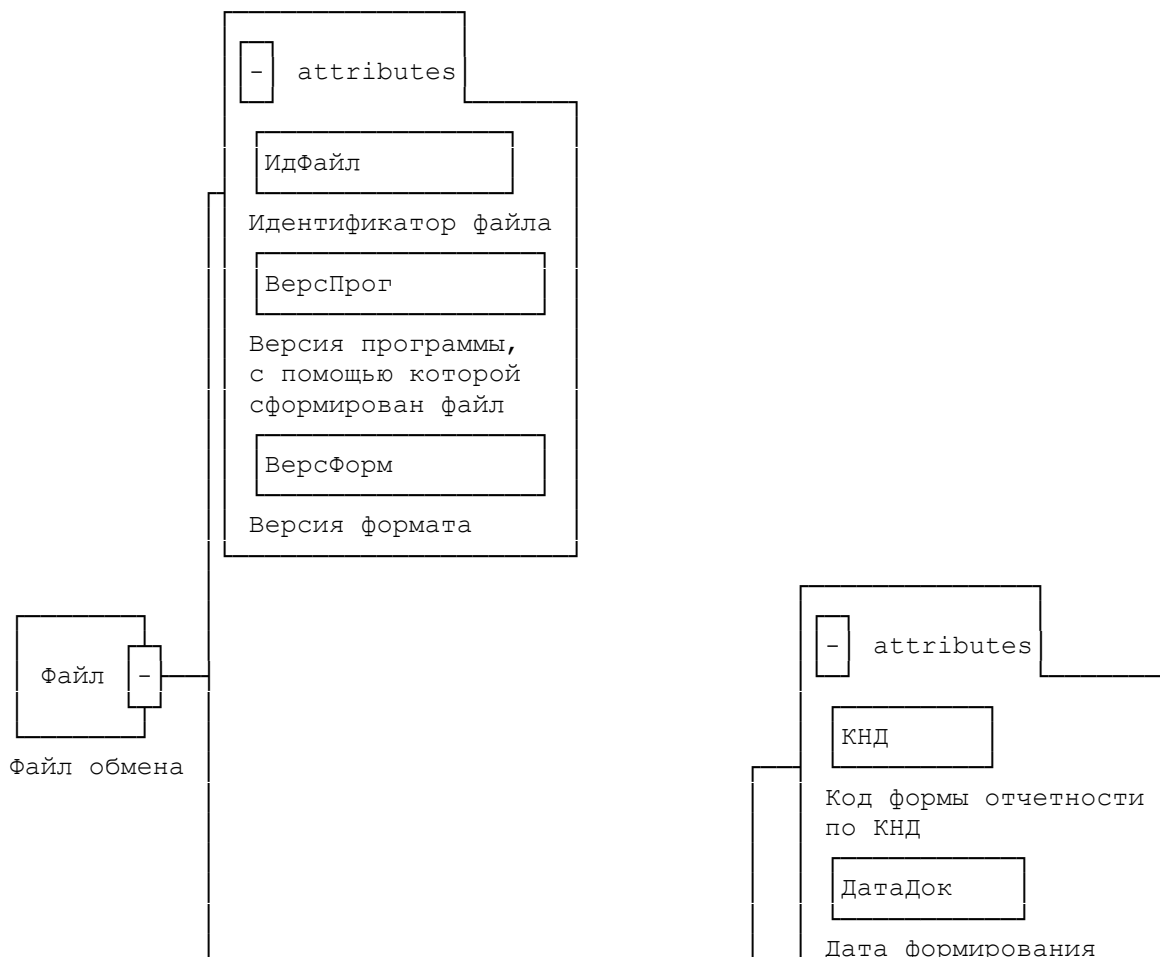 - attributes
ИдФайл
Идентификатор файла
ВерсПрог
Версия программы,
с помощью которой
сформирован файл
ВерсФорм
Версия формата
Файл -
Файл обмена
- attributes
КНД
Код формы отчетности
по КНД
ДатаДок
Дата формирования